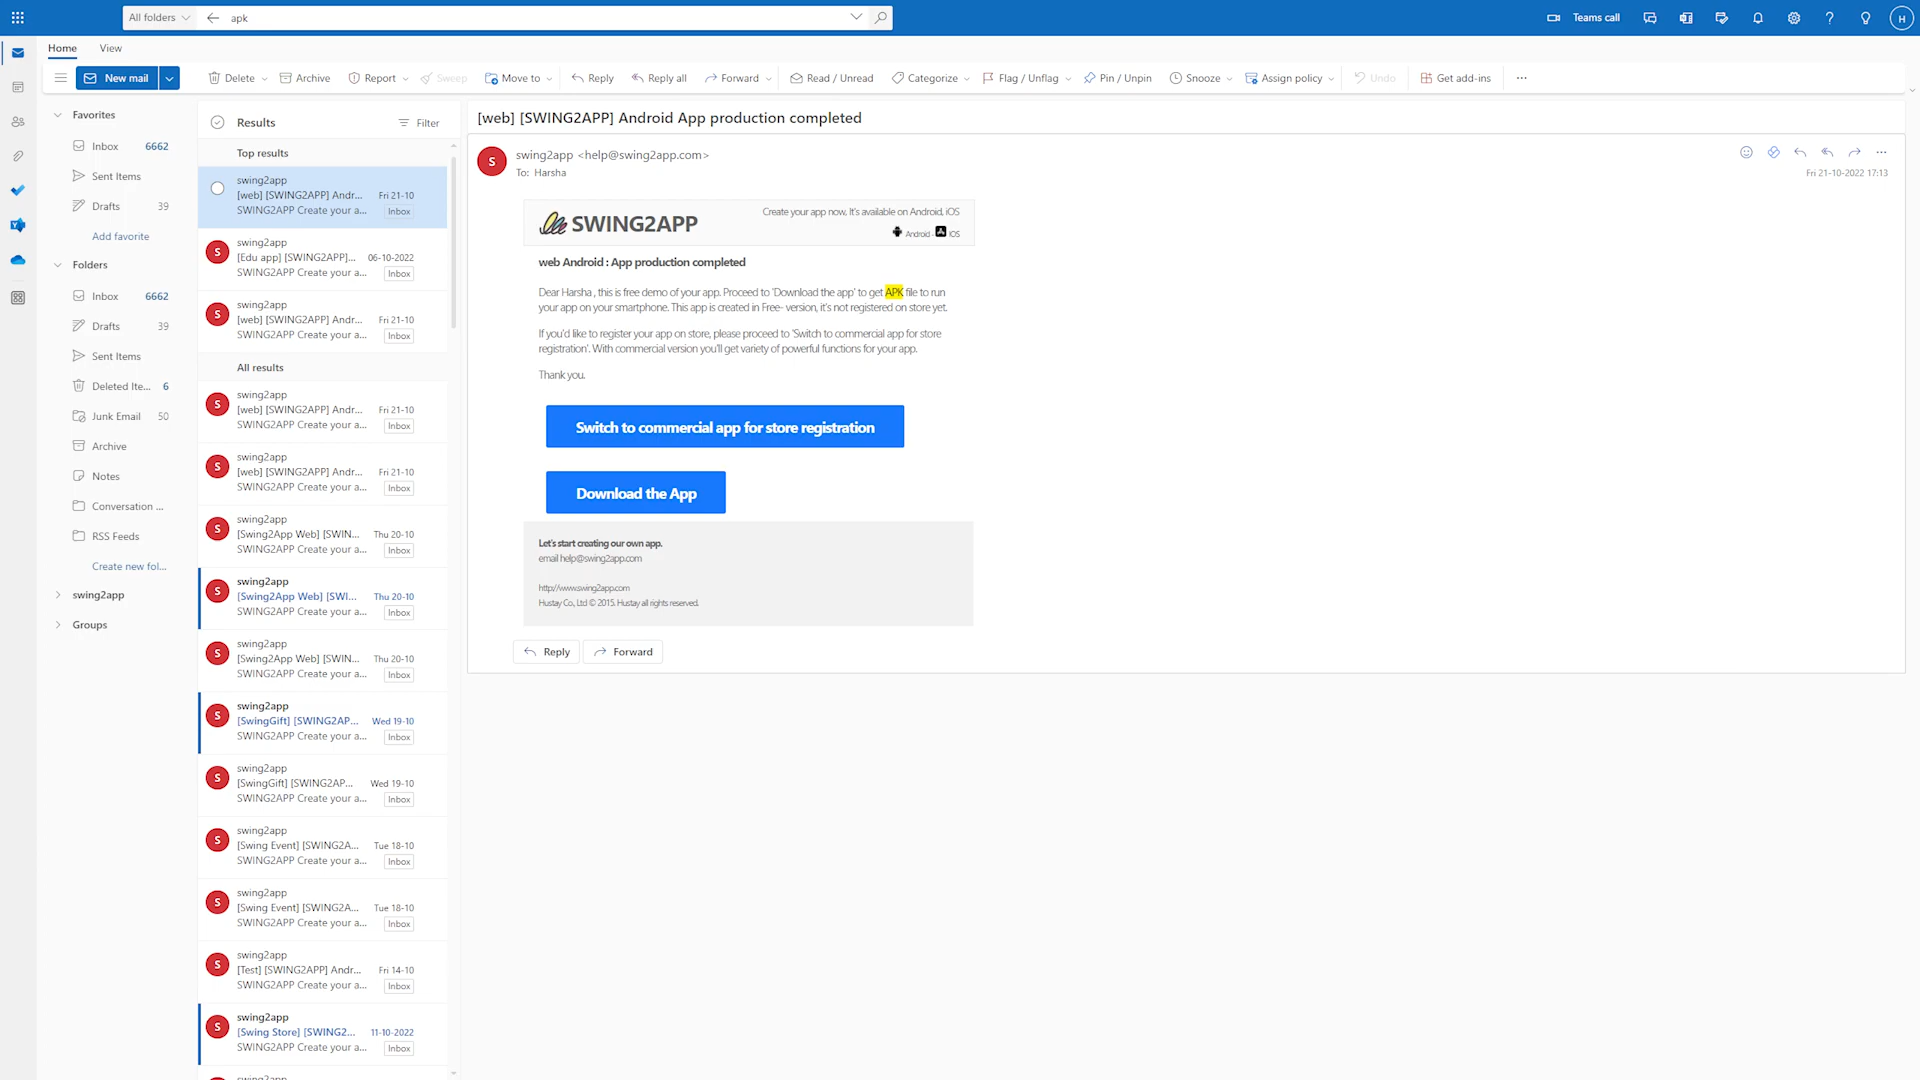 All folders
apk
Teams call
H
Home
View
New mail
Delete
Archive
Report
Sweep
Move to
Reply
Reply all
Forward
Read / Unread
Categorize
Flag / Unflag
Pin / Unpin
Snooze
Assign policy
Undo
Get add-ins
Favorites
Inbox 6662
Sent Items
Drafts 39
Add favorite
Folders
Inbox 6662
Drafts 39
Sent Items
Deleted Ite... 6
Junk Email 50
Archive
Notes
Conversation ...
RSS Feeds
Create new fol...
swing2app
Groups
Results
Filter
Top results
swing2app
[web] [SWING2APP] Andr... Fri 21-10
SWING2APP Create your a... Inbox
S
swing2app
[Edu app] [SWING2APP]... 06-10-2022
SWING2APP Create your a... Inbox
S
swing2app
[web] [SWING2APP] Andr... Fri 21-10
SWING2APP Create your a... Inbox
All results
S
swing2app
[web] [SWING2APP] Andr... Fri 21-10
SWING2APP Create your a... Inbox
S
swing2app
[web] [SWING2APP] Andr... Fri 21-10
SWING2APP Create your a... Inbox
S
swing2app
[Swing2App Web] [SWIN... Thu 20-10
SWING2APP Create your a... Inbox
S
swing2app
[Swing2App Web] [SWI... Thu 20-10
SWING2APP Create your a... Inbox
S
swing2app
[Swing2App Web] [SWIN... Thu 20-10
SWING2APP Create your a... Inbox
S
swing2app
[SwingGift] [SWING2AP... Wed 19-10
SWING2APP Create your a... Inbox
S
swing2app
[SwingGift] [SWING2AP... Wed 19-10
SWING2APP Create your a... Inbox
S
swing2app
[Swing Event] [SWING2A... Tue 18-10
SWING2APP Create your a... Inbox
S
swing2app
[Swing Event] [SWING2A... Tue 18-10
SWING2APP Create your a... Inbox
S
swing2app
[Test] [SWING2APP] Andr... Fri 14-10
SWING2APP Create your a... Inbox
S
swing2app
[Swing Store] [SWING2... 11-10-2022
SWING2APP Create your a... Inbox
swing2app
[web] [SWING2APP] Android App production completed
S
swing2app <help@swing2app.com>
To: Harsha
Fri 21-10-2022 17:13
SWING2APP
Create your app now, It's available on Android, iOS
Android - iOS
web Android : App production completed
Dear Harsha , this is free demo of your app. Proceed to 'Download the app' to get APK file to run
your app on your smartphone. This app is created in Free- version, it's not registered on store yet.
If you'd like to register your app on store, please proceed to 'Switch to commercial app for store
registration'. With commercial version you'll get variety of powerful functions for your app.
Thank you.
Switch to commercial app for store registration
Download the App
Let's start creating our own app.
email help@swing2app.com
http://www.swing2app.com
Hustay Co., Ltd © 2015. Hustay all rights reserved.
Reply
Forward